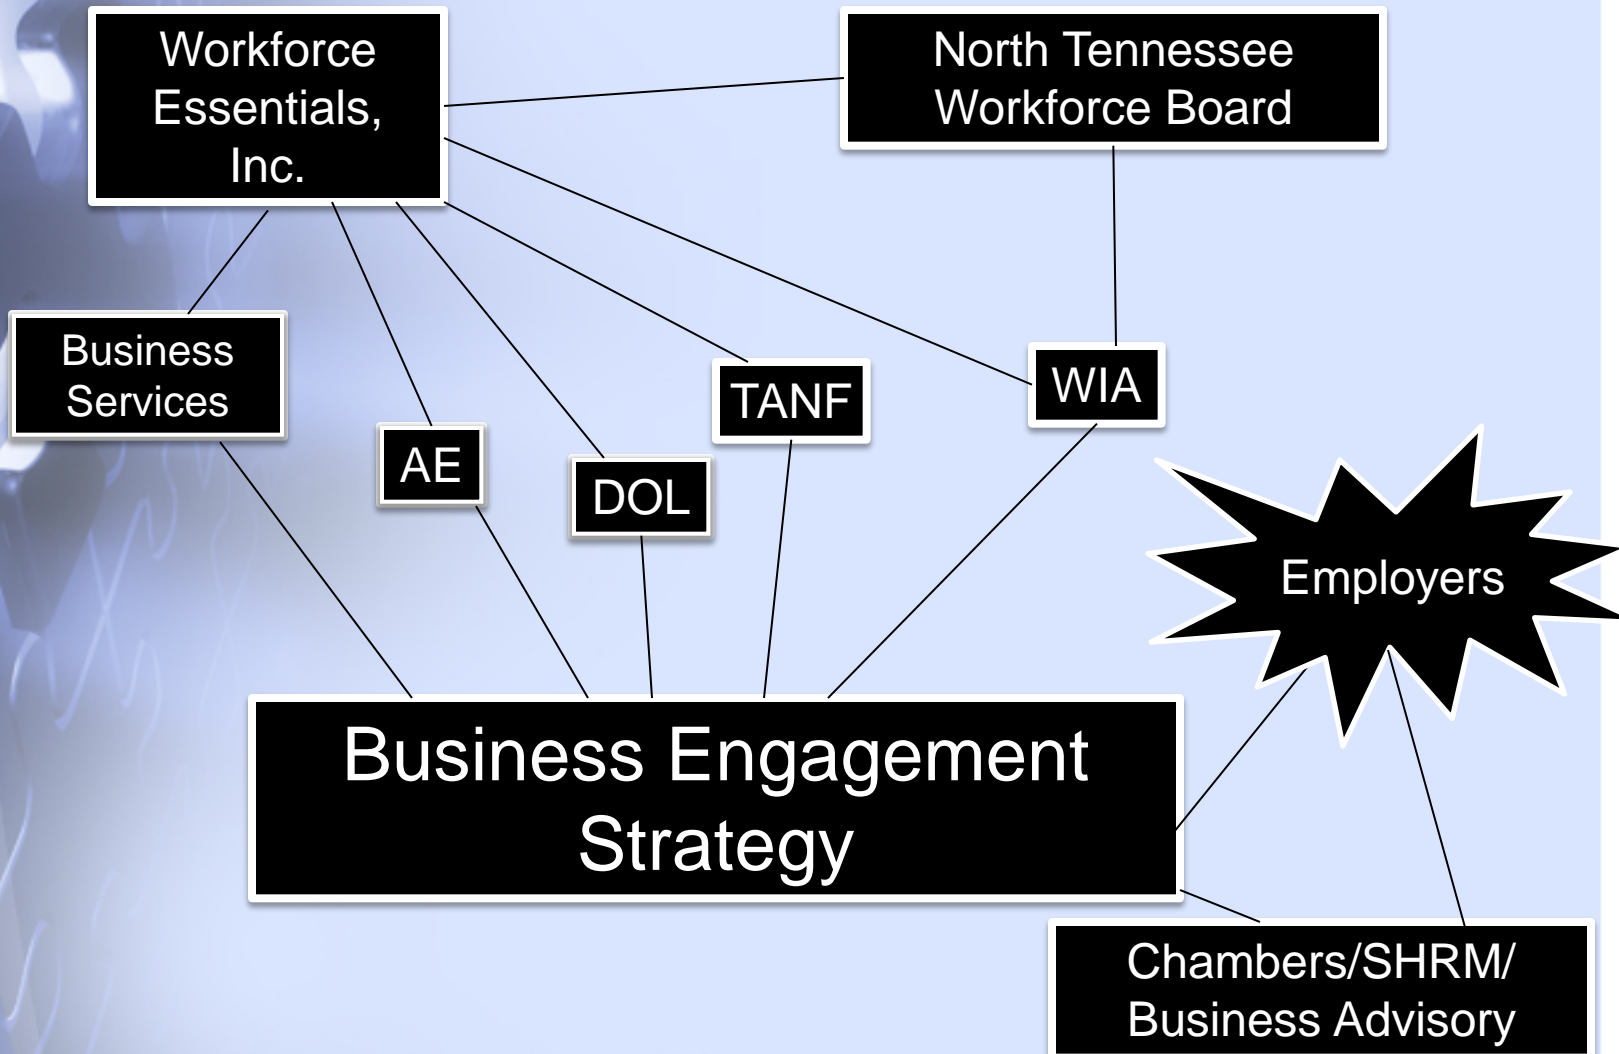 Workforce
Essentials,
Inc.
North Tennessee
Workforce Board
Business
Services
AE
DOL
TANF
WIA
Employers
Business Engagement
Strategy
Chambers/SHRM/
Business Advisory